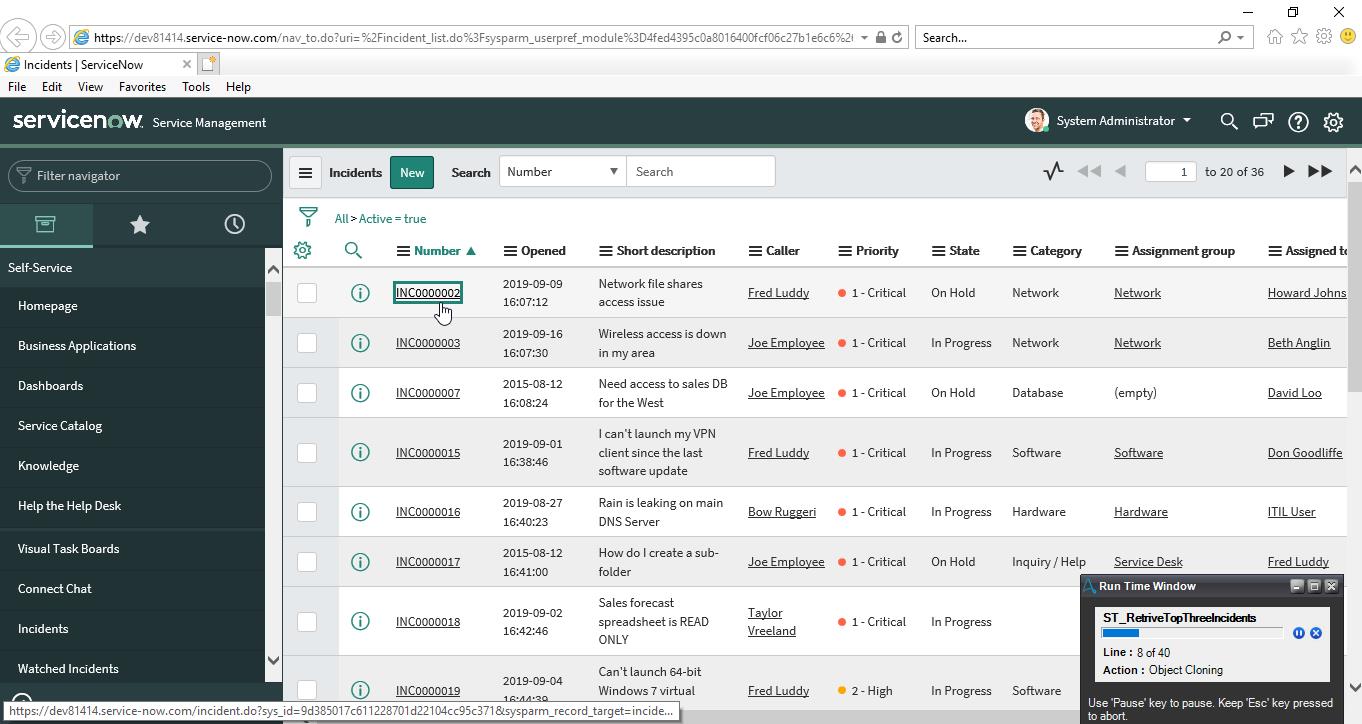 https://dev81414.service-now.com/nav_to.do?uri=%2Fincident_list.do%3Fsysparm_userpref_module%3D4fed4395c0a8016400fcf06c27b1e6c6%2
Search...
Incidents | ServiceNow
File Edit View Favorites Tools Help
servicenow. Service Management
System Administrator
Filter navigator
Incidents New Search Number Search
1 to 20 of 36
All > Active = true
Number Opened Short description Caller Priority State Category Assignment group Assigned to
Self-Service
Homepage
Business Applications
Dashboards
Service Catalog
Knowledge
Help the Help Desk
Visual Task Boards
Connect Chat
Incidents
Watched Incidents
INC0000002 2019-09-09 16:07:12 Network file shares access issue Fred Luddy 1 - Critical On Hold Network Network Howard Johns
INC0000003 2019-09-16 16:07:30 Wireless access is down in my area Joe Employee 1 - Critical In Progress Network Network Beth Anglin
INC0000007 2015-08-12 16:08:24 Need access to sales DB for the West Joe Employee 1 - Critical On Hold Database (empty) David Loo
INC0000015 2019-09-01 16:38:46 I can't launch my VPN client since the last software update Fred Luddy 1 - Critical In Progress Software Software Don Goodliffe
INC0000016 2019-08-27 16:40:23 Rain is leaking on main DNS Server Bow Ruggeri 1 - Critical In Progress Hardware Hardware ITIL User
INC0000017 2015-08-12 16:41:00 How do I create a sub-folder Joe Employee 1 - Critical On Hold Inquiry / Help Service Desk Fred Luddy
INC0000018 2019-09-02 16:42:46 Sales forecast spreadsheet is READ ONLY Taylor Vreeland 1 - Critical In Progress
INC0000019 2019-09-04 16:44:39 Can't launch 64-bit Windows 7 virtual Fred Luddy 2 - High In Progress Software
Run Time Window
ST_RetriveTopThreeIncidents
Line : 8 of 40
Action : Object Cloning
Use 'Pause' key to pause. Keep 'Esc' key pressed
to abort.
https://dev81414.service-now.com/incident.do?sys_id=9d385017c611228701d22104cc95c371&sysparm_record_target=incide...